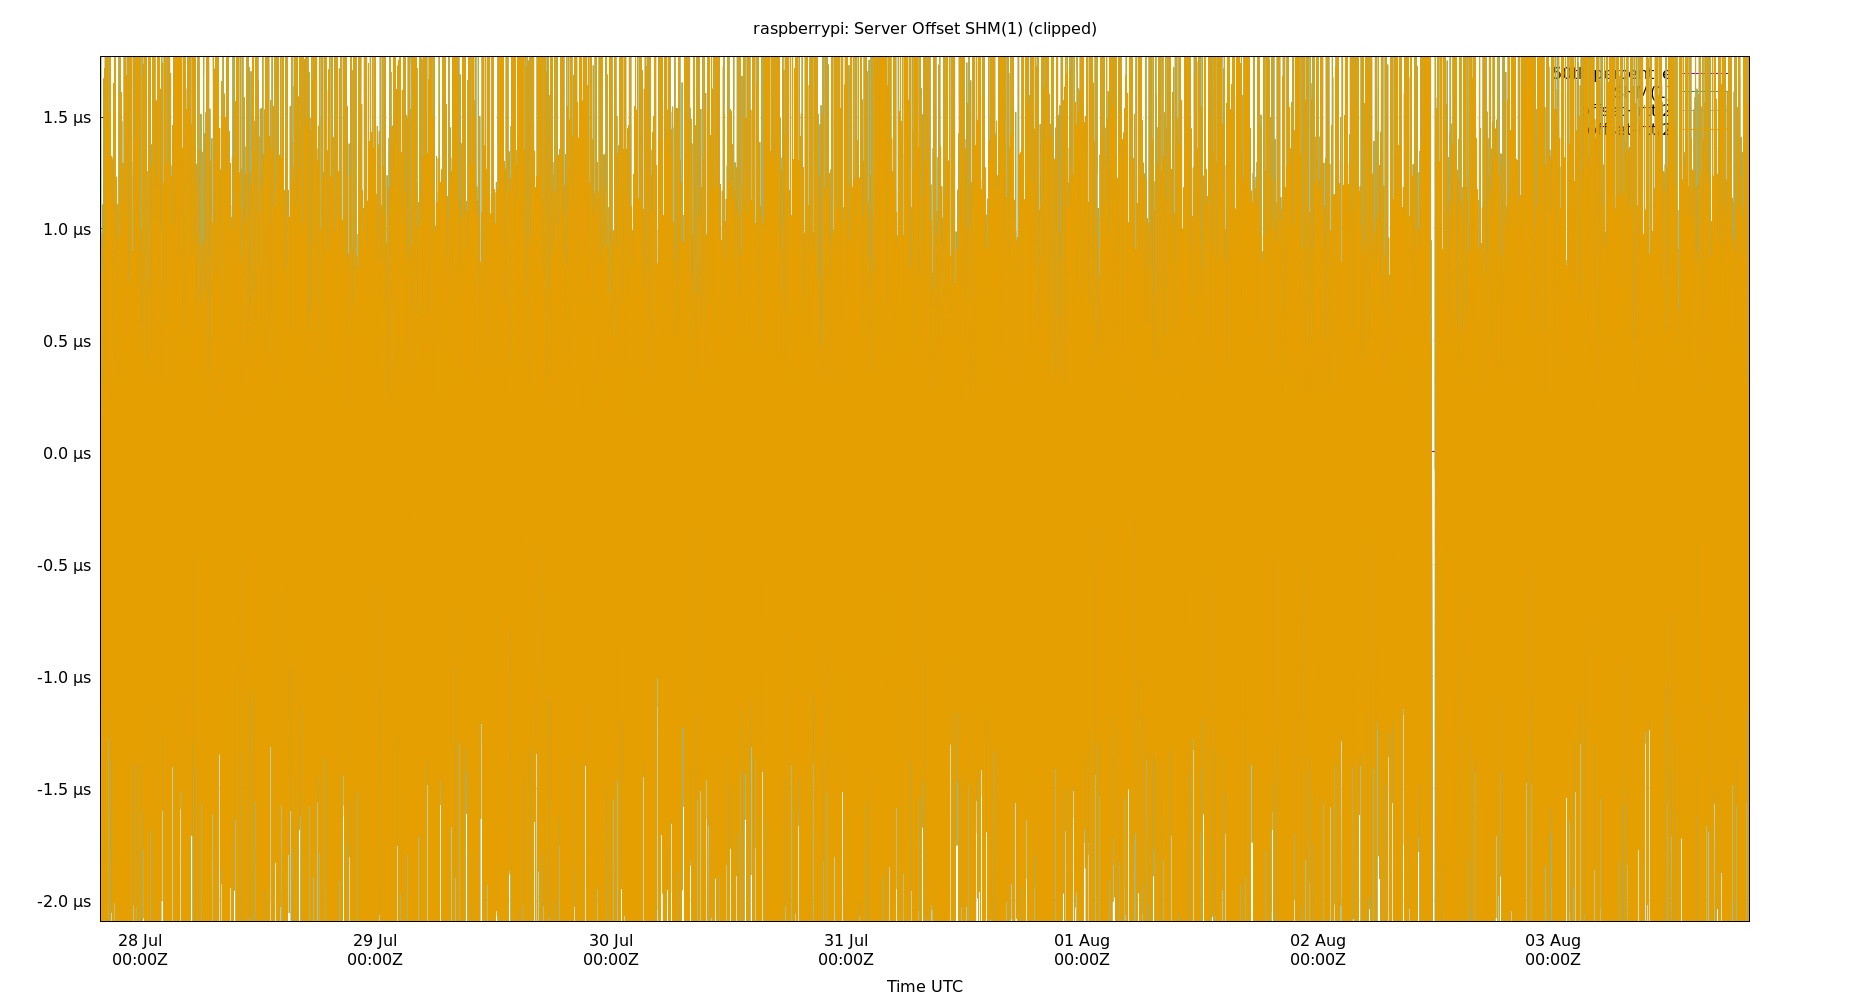 raspberrypi: Server Offset SHM(1) (clipped)
1.5 µs
1.0 µs
0.5 µs
0.0 µs
-0.5 µs
-1.0 µs
-1.5 µs
-2.0 µs
28 Jul 29 Jul 30 Jul 31 Jul 01 Aug 02 Aug 03 Aug
00:00Z 00:00Z 00:00Z 00:00Z 00:00Z 00:00Z 00:00Z
Time UTC